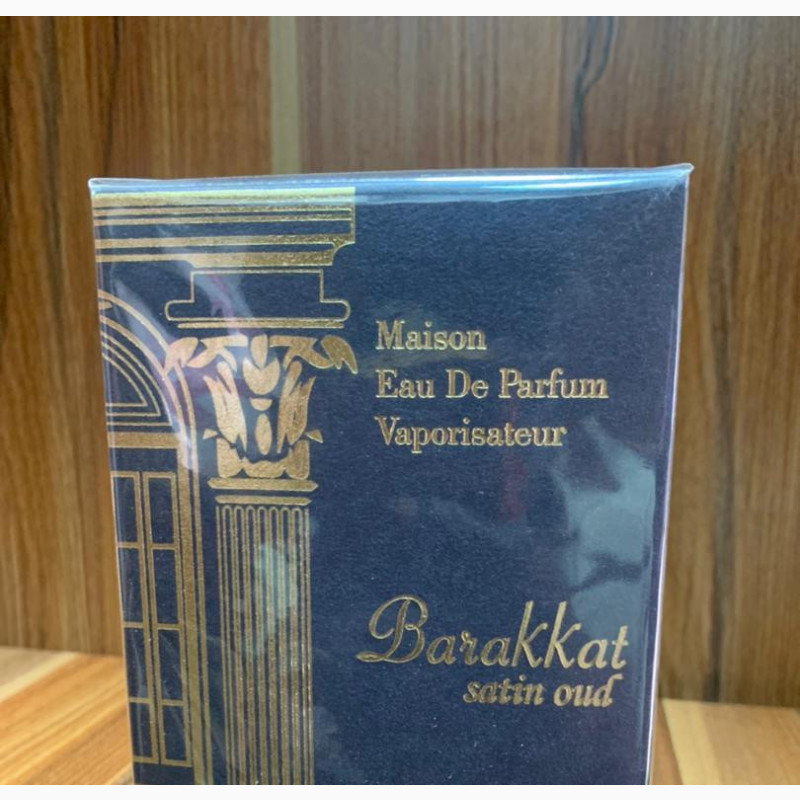 Maison
Eau De Parfum
Vaporisateur
Barakkat
satin oud